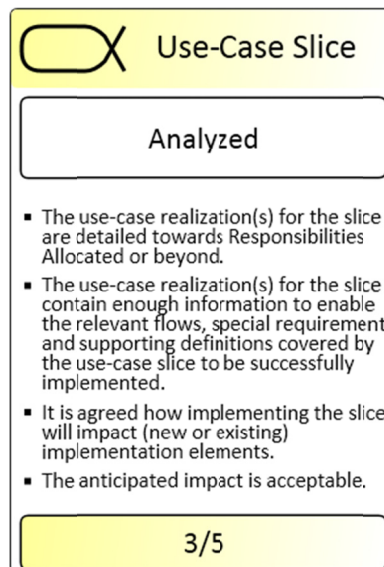 Use-Case Slice
Analyzed
▪ The use-case realization(s) for the slice
are detailed towards Responsibilities
Allocated or beyond.
▪ The use-case realization(s) for the slice
contain enough information to enable
the relevant flows, special requirement
and supporting definitions covered by
the use-case slice to be successfully
implemented.
▪ It is agreed how implementing the slice
will impact (new or existing)
implementation elements.
▪ The anticipated impact is acceptable.
3/5